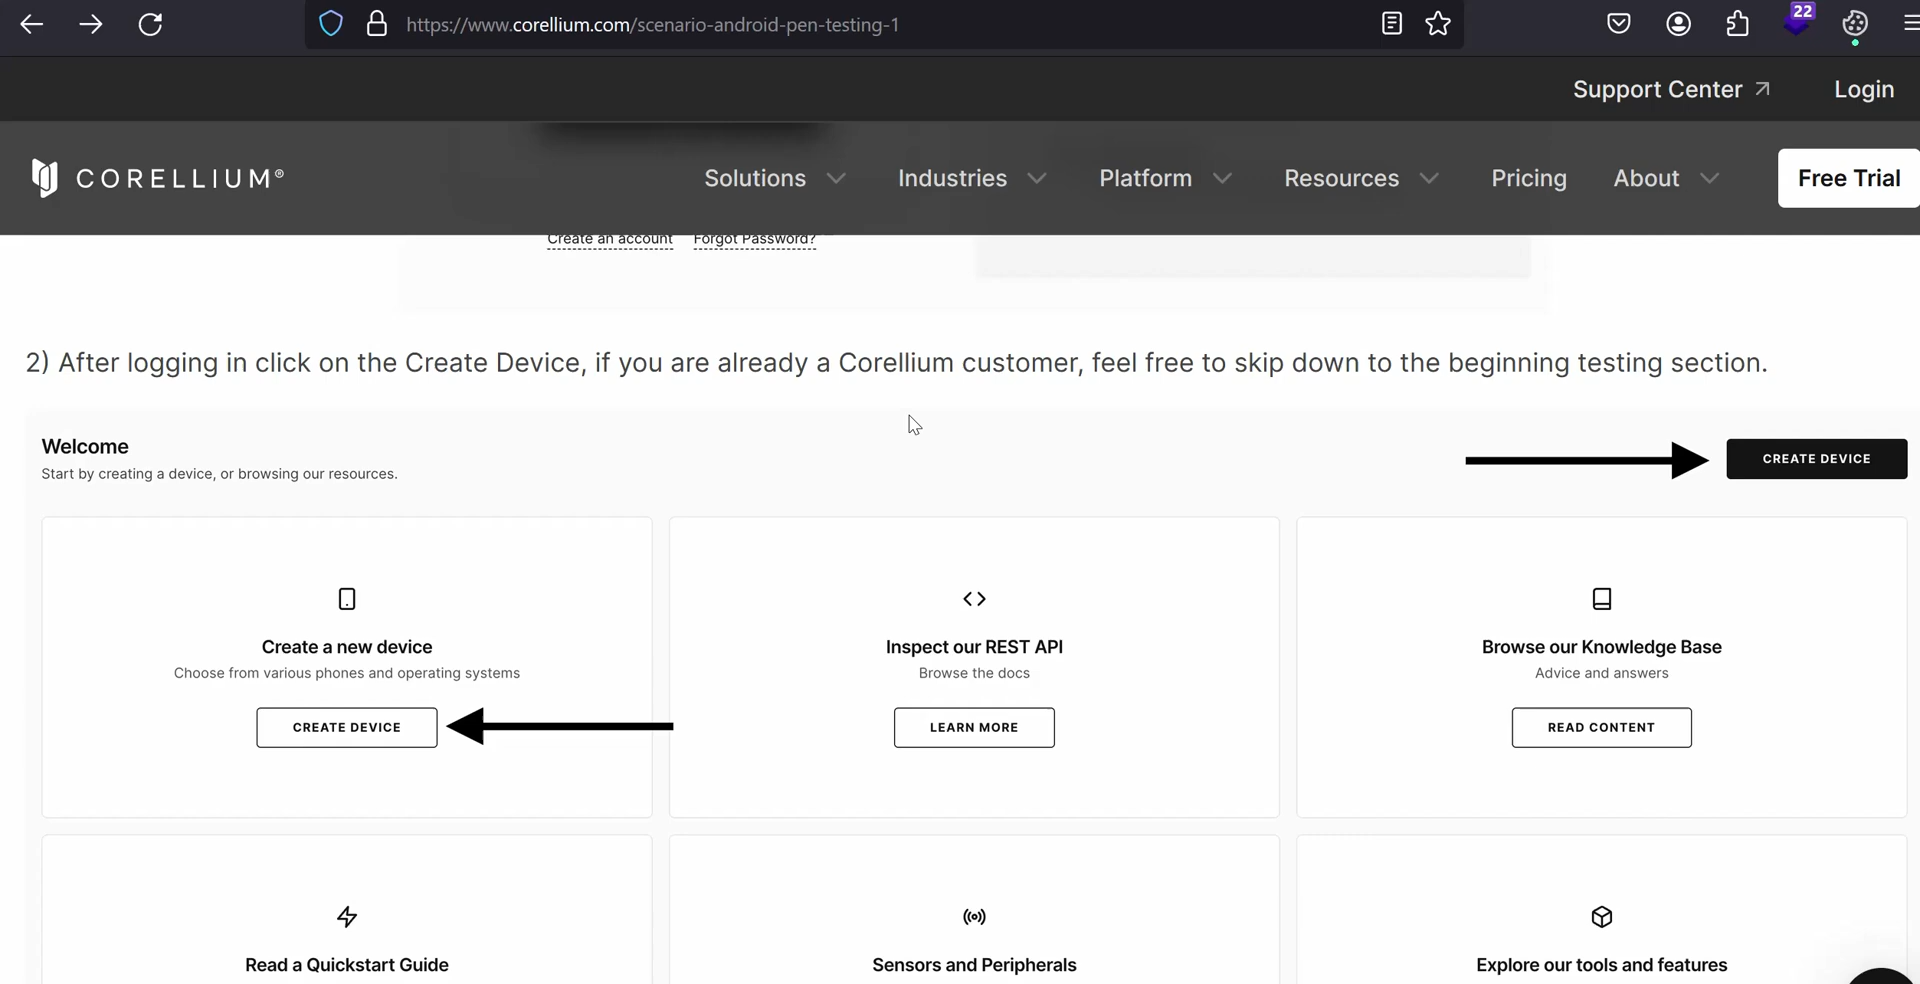 https://www.corellium.com/scenario-android-pen-testing-1
22
Support Center
Login
CORELLIUM®
Solutions
Industries
Platform
Resources
Pricing
About
Free Trial
Create an account
Forgot Password?
2) After logging in click on the Create Device, if you are already a Corellium customer, feel free to skip down to the beginning testing section.
Welcome
Start by creating a device, or browsing our resources.
CREATE DEVICE
Create a new device
Choose from various phones and operating systems
CREATE DEVICE
Inspect our REST API
Browse the docs
LEARN MORE
Browse our Knowledge Base
Advice and answers
READ CONTENT
Read a Quickstart Guide
Sensors and Peripherals
Explore our tools and features